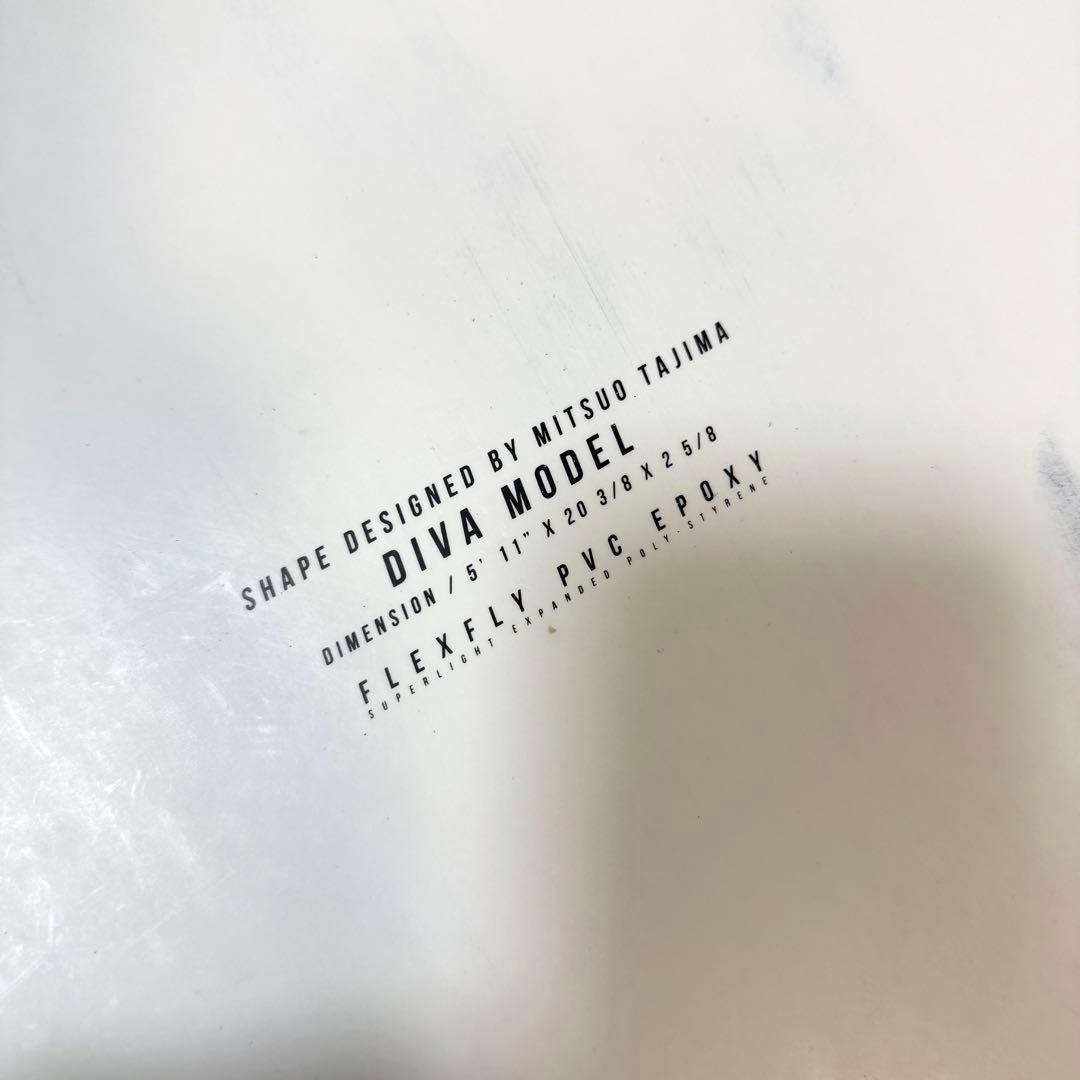 SHAPE DESIGNED BY MITSUO TAJIMA
DIVA MODEL
DIMENSION / 5' 11" X 20 3/8 X 2 5/8
FLEXFLY PVC EPOXY
SUPERLIGHT EXPANDED POLY-STYRENE